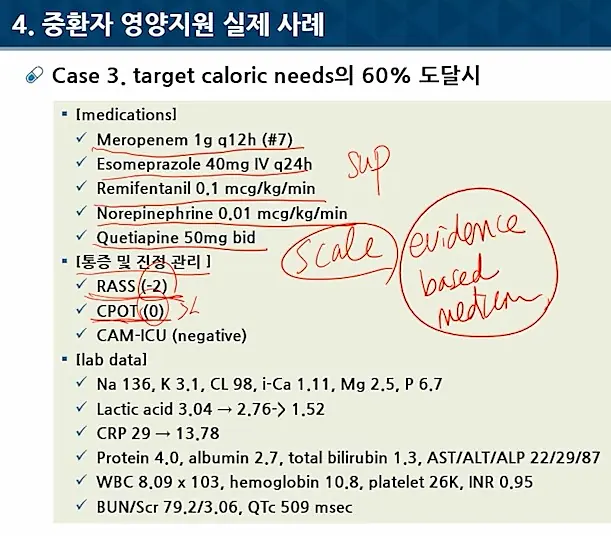 4. 중환자 영양지원 실제 사례
Case 3. target caloric needs의 60% 도달시
[medications]
Meropenem 1g q12h (#7)
Esomeprazole 40mg IV q24h
sup
Remifentanil 0.1 mcg/kg/min
Norepinephrine 0.01 mcg/kg/min
Quetiapine 50mg bid
scale
evidence
based
[통증 및 진정 관리 ]
RASS (-2)
CPOT (0)
CAM-ICU (negative)
[lab data]
Na 136, K 3.1, CL 98, i-Ca 1.11, Mg 2.5, P 6.7
Lactic acid 3.04 → 2.76-> 1.52
CRP 29 → 13.78
Protein 4.0, albumin 2.7, total bilirubin 1.3, AST/ALT/ALP 22/29/87
WBC 8.09 x 103, hemoglobin 10.8, platelet 26K, INR 0.95
BUN/Scr 79.2/3.06, QTc 509 msec